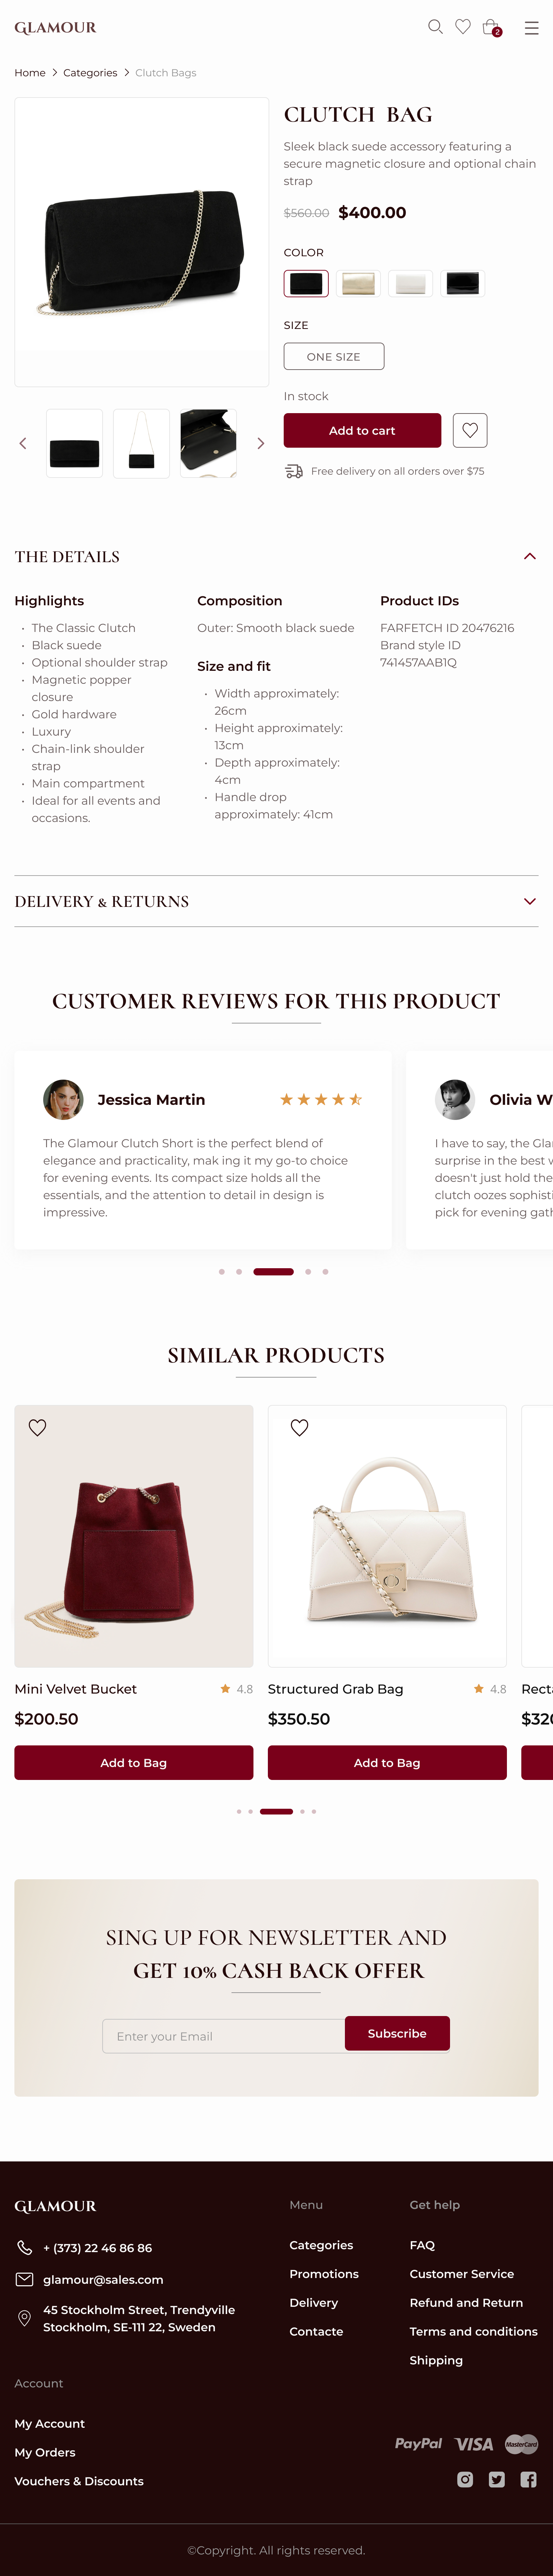 GLAMOUR
2
Home > Categories > Clutch Bags
CLUTCH BAG
Sleek black suede accessory featuring a
secure magnetic closure and optional chain
strap
$560.00 $400.00
COLOR
SIZE
ONE SIZE
In stock
Add to cart
Free delivery on all orders over $75
THE DETAILS
Highlights
• The Classic Clutch
• Black suede
• Optional shoulder strap
• Magnetic popper
closure
• Gold hardware
• Luxury
• Chain-link shoulder
strap
• Main compartment
• Ideal for all events and
occasions.
Composition
Outer: Smooth black suede
Size and fit
• Width approximately:
26cm
• Height approximately:
13cm
• Depth approximately:
4cm
• Handle drop
approximately: 41cm
Product IDs
FARFETCH ID 20476216
Brand style ID
741457AAB1Q
DELIVERY & RETURNS
CUSTOMER REVIEWS FOR THIS PRODUCT
Jessica Martin
The Glamour Clutch Short is the perfect blend of
elegance and practicality, making it my go-to choice
for evening events. Its compact size holds all the
essentials, and the attention to detail in design is
impressive.
Olivia W
I have to say, the Gla
surprise in the best w
doesn't just hold the
clutch oozes sophisti
pick for evening gath
SIMILAR PRODUCTS
Mini Velvet Bucket 4.8
$200.50
Add to Bag
Structured Grab Bag 4.8
$350.50
Add to Bag
Recta
$320
SING UP FOR NEWSLETTER AND
GET 10% CASH BACK OFFER
Enter your Email
Subscribe
GLAMOUR
+ (373) 22 46 86 86
glamour@sales.com
45 Stockholm Street, Trendyville
Stockholm, SE-111 22, Sweden
Menu
Categories
Promotions
Delivery
Contacte
Get help
FAQ
Customer Service
Refund and Return
Terms and conditions
Shipping
Account
My Account
My Orders
Vouchers & Discounts
PayPal VISA MasterCard
©Copyright. All rights reserved.